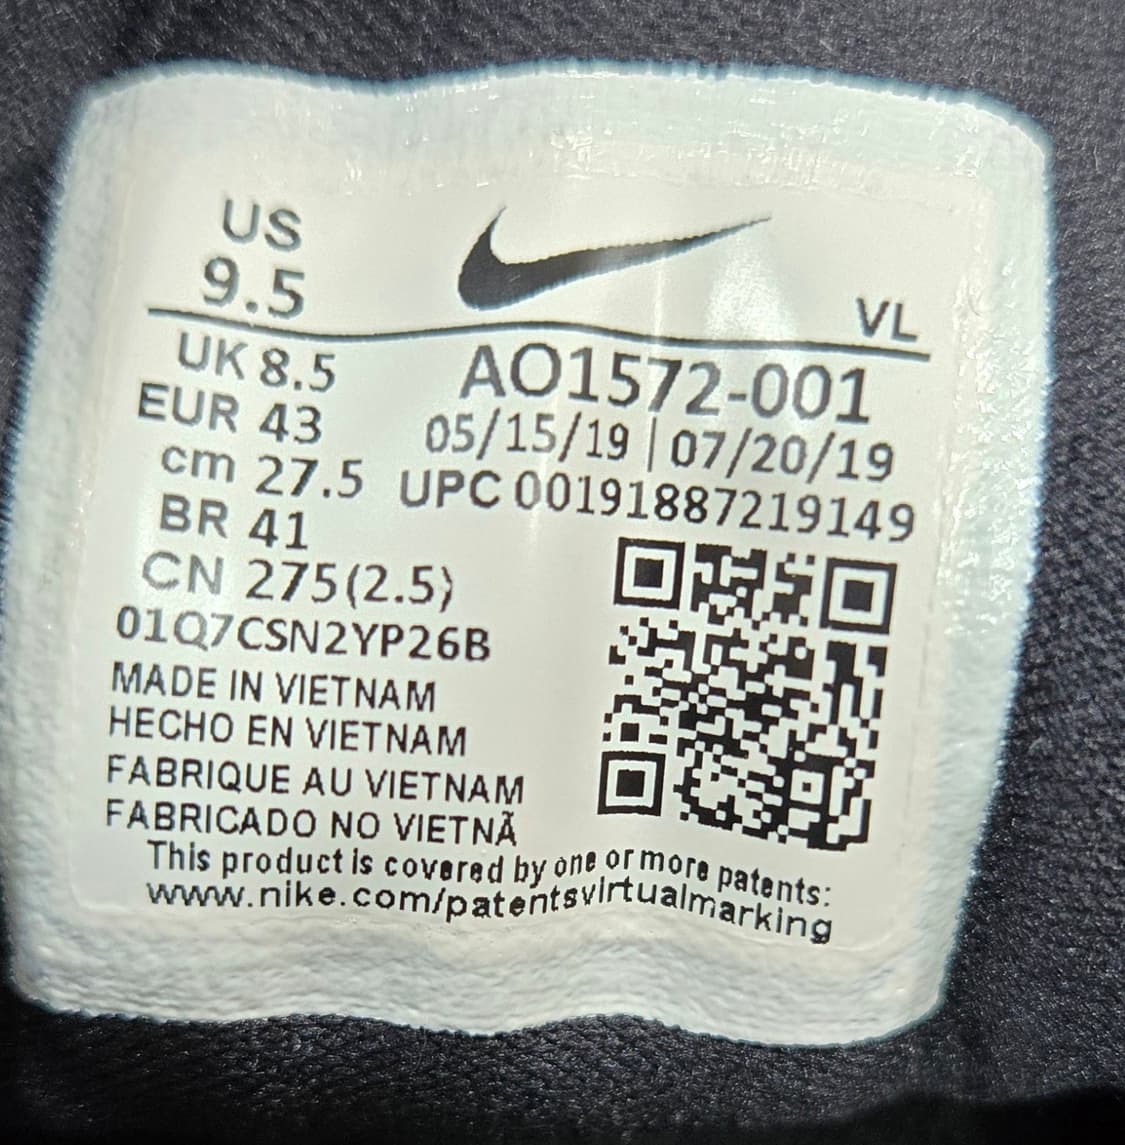 US
9.5
VL
UK 8.5
AO1572-001
EUR 43
05/15/19 | 07/20/19
cm 27.5
UPC 00191887219149
BR 41
CN 275(2.5)
01Q7CSN2YP26B
MADE IN VIETNAM
HECHO EN VIETNAM
FABRIQUE AU VIETNAM
FABRICADO NO VIETNÃ
This product is covered by one or more patents:
www.nike.com/patentsvirtualmarking